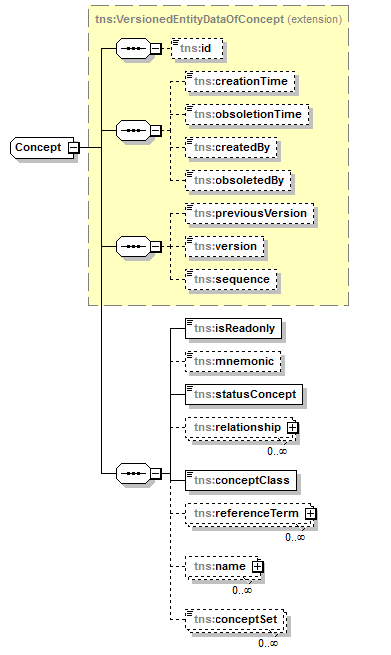 tns:VersionedEntityDataOfConcept (extension)
tns:id
tns:creationTime
tns:obsoletionTime
Concept
tns:createdBy
tns:obsoletedBy
tns:previousVersion
tns:version
tns:sequence
tns:isReadonly
tns:mnemonic
tns:statusConcept
tns:relationship
0..∞
tns:conceptClass
tns:referenceTerm
0..∞
tns:name
0..∞
tns:conceptSet
0..∞